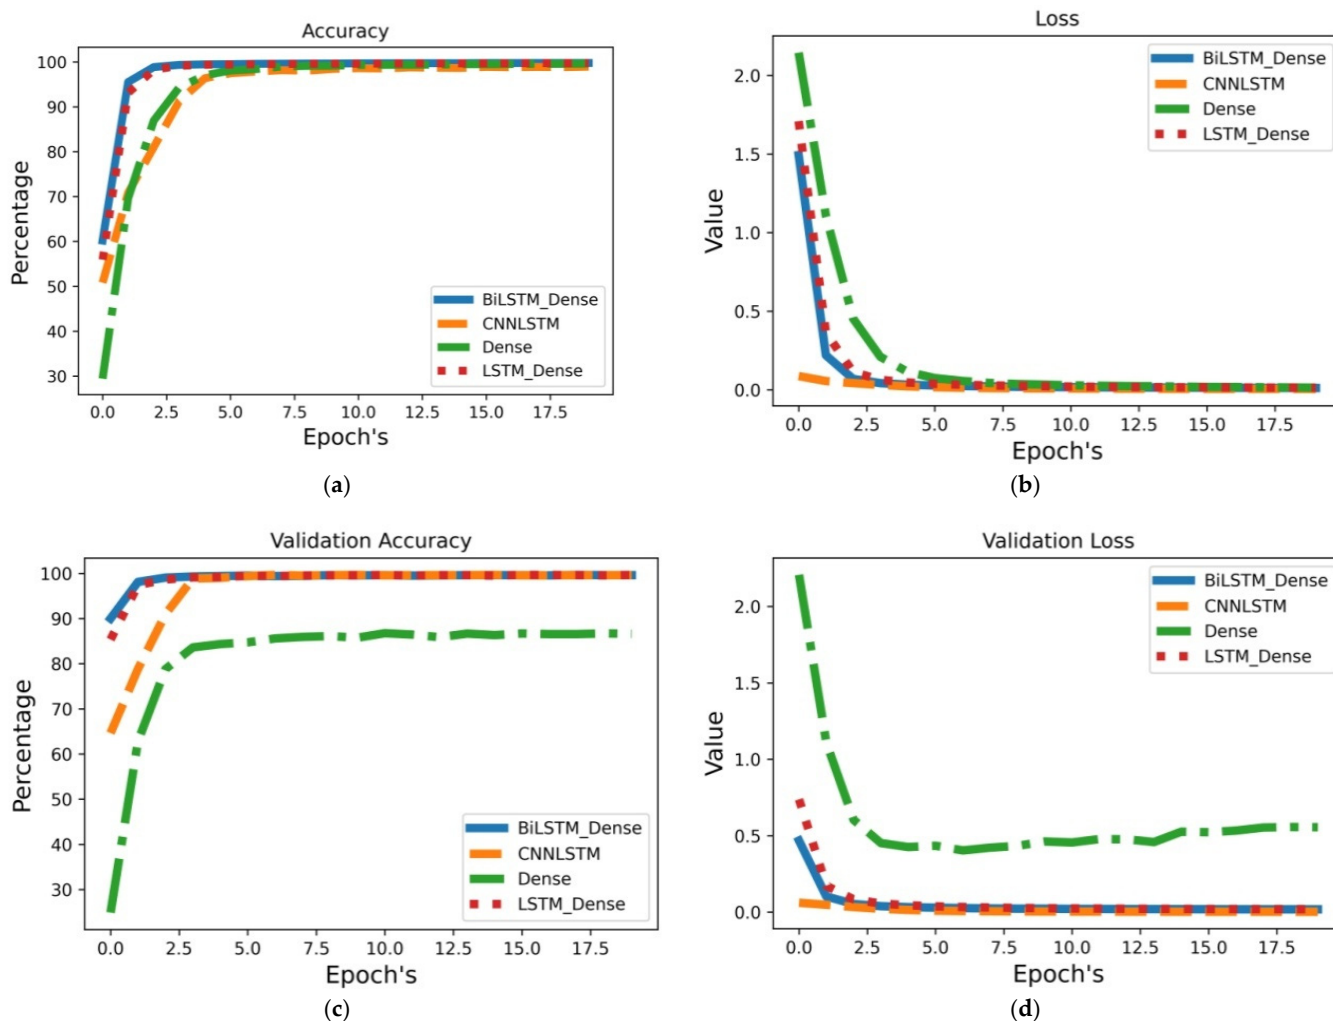 Accuracy
Percentage
100
90
80
70
60
50
40
30
BiLSTM_Dense
CNNLSTM
Dense
LSTM_Dense
0.0 2.5 5.0 7.5 10.0 12.5 15.0 17.5
Epoch's
(a)
Loss
Value
2.0
1.5
1.0
0.5
0.0
BiLSTM_Dense
CNNLSTM
Dense
LSTM_Dense
0.0 2.5 5.0 7.5 10.0 12.5 15.0 17.5
Epoch's
(b)
Validation Accuracy
Percentage
100
90
80
70
60
50
40
30
BiLSTM_Dense
CNNLSTM
Dense
LSTM_Dense
0.0 2.5 5.0 7.5 10.0 12.5 15.0 17.5
Epoch's
(c)
Validation Loss
Value
2.0
1.5
1.0
0.5
0.0
BiLSTM_Dense
CNNLSTM
Dense
LSTM_Dense
0.0 2.5 5.0 7.5 10.0 12.5 15.0 17.5
Epoch's
(d)